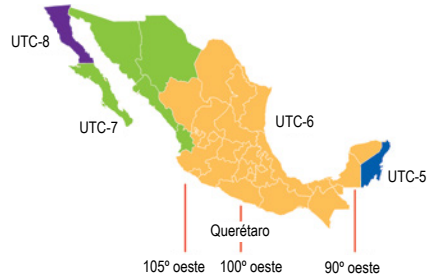 UTC-8
UTC-7
UTC-6
UTC-5
Querétaro
105º oeste
100º oeste
90º oeste